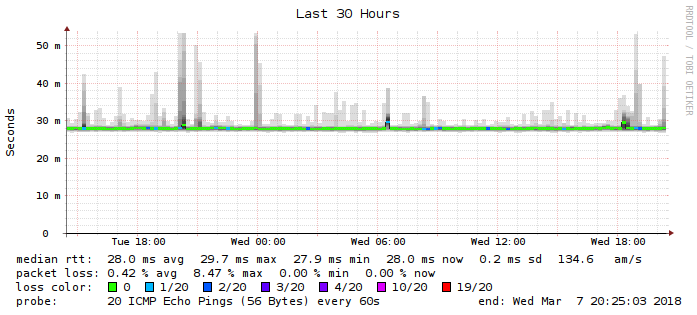 Last 30 Hours
RRDTOOL / TOBI OETIKER
Seconds
50 m
40 m
30 m
20 m
10 m
0
Tue 18:00 Wed 00:00 Wed 06:00 Wed 12:00 Wed 18:00
median rtt: 28.0 ms avg 29.7 ms max 27.9 ms min 28.0 ms now 0.2 ms sd 134.6 am/s
packet loss: 0.42 % avg 8.47 % max 0.00 % min 0.00 % now
loss color: 0 1/20 2/20 3/20 4/20 10/20 19/20
probe: 20 ICMP Echo Pings (56 Bytes) every 60s end: Wed Mar 7 20:25:03 2018